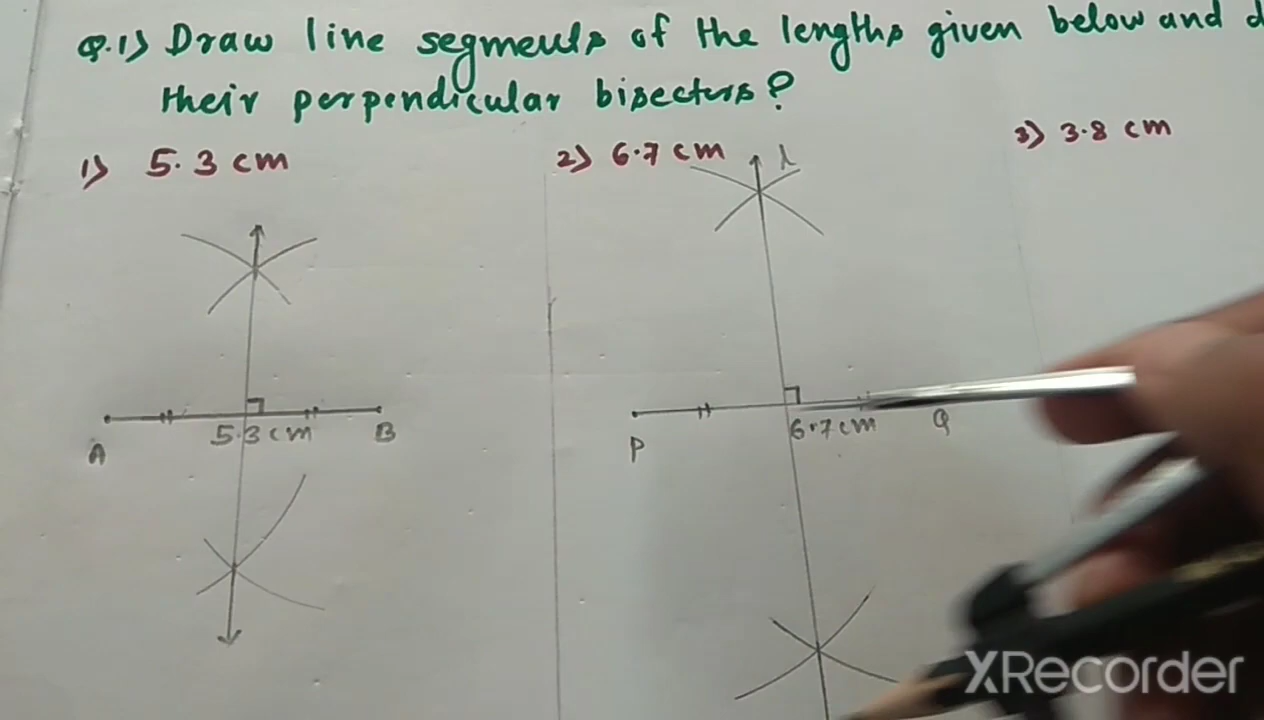 Q.1) Draw line segments of the lengths given below and d
their perpendicular bisectors?
1) 5.3 cm
2) 6.7 cm
3) 3.8 cm
l
A
5.3 cm
B
P
6.7 cm
Q
XRecorder